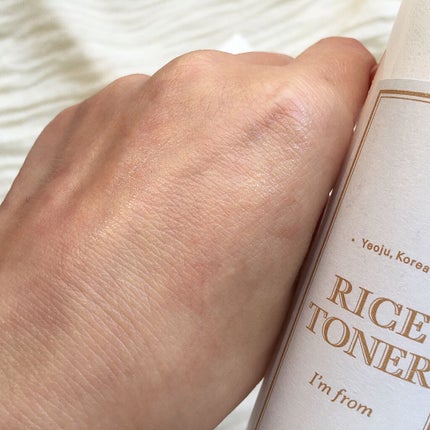 · Yeoju, Korea
RICE
TONER
I'm from